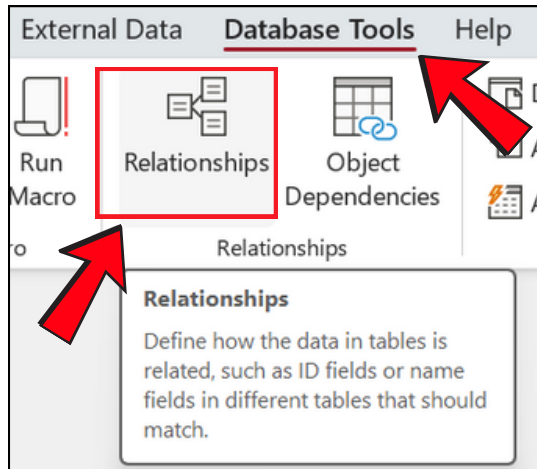 External Data Database Tools Help
Run
Macro
Relationships
Object
Dependencies
Relationships
Relationships
Define how the data in tables is
related, such as ID fields or name
fields in different tables that should
match.